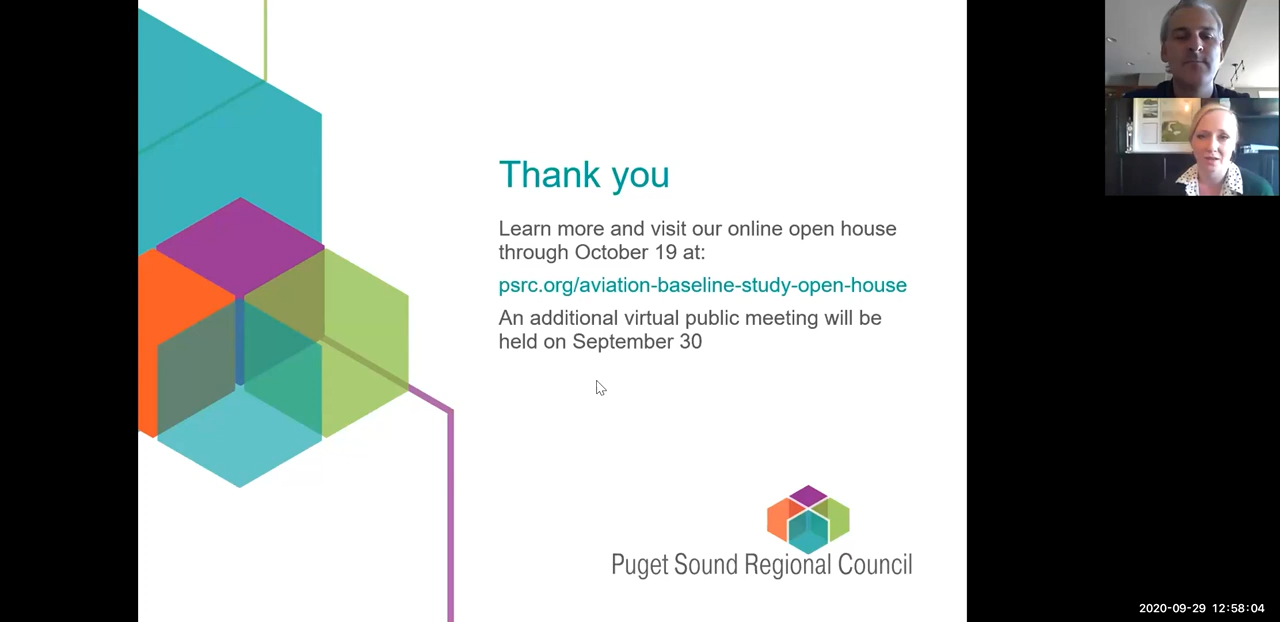 Thank you
Learn more and visit our online open house
through October 19 at:
psrc.org/aviation-baseline-study-open-house
An additional virtual public meeting will be
held on September 30
Puget Sound Regional Council
2020-09-29 12:58:04